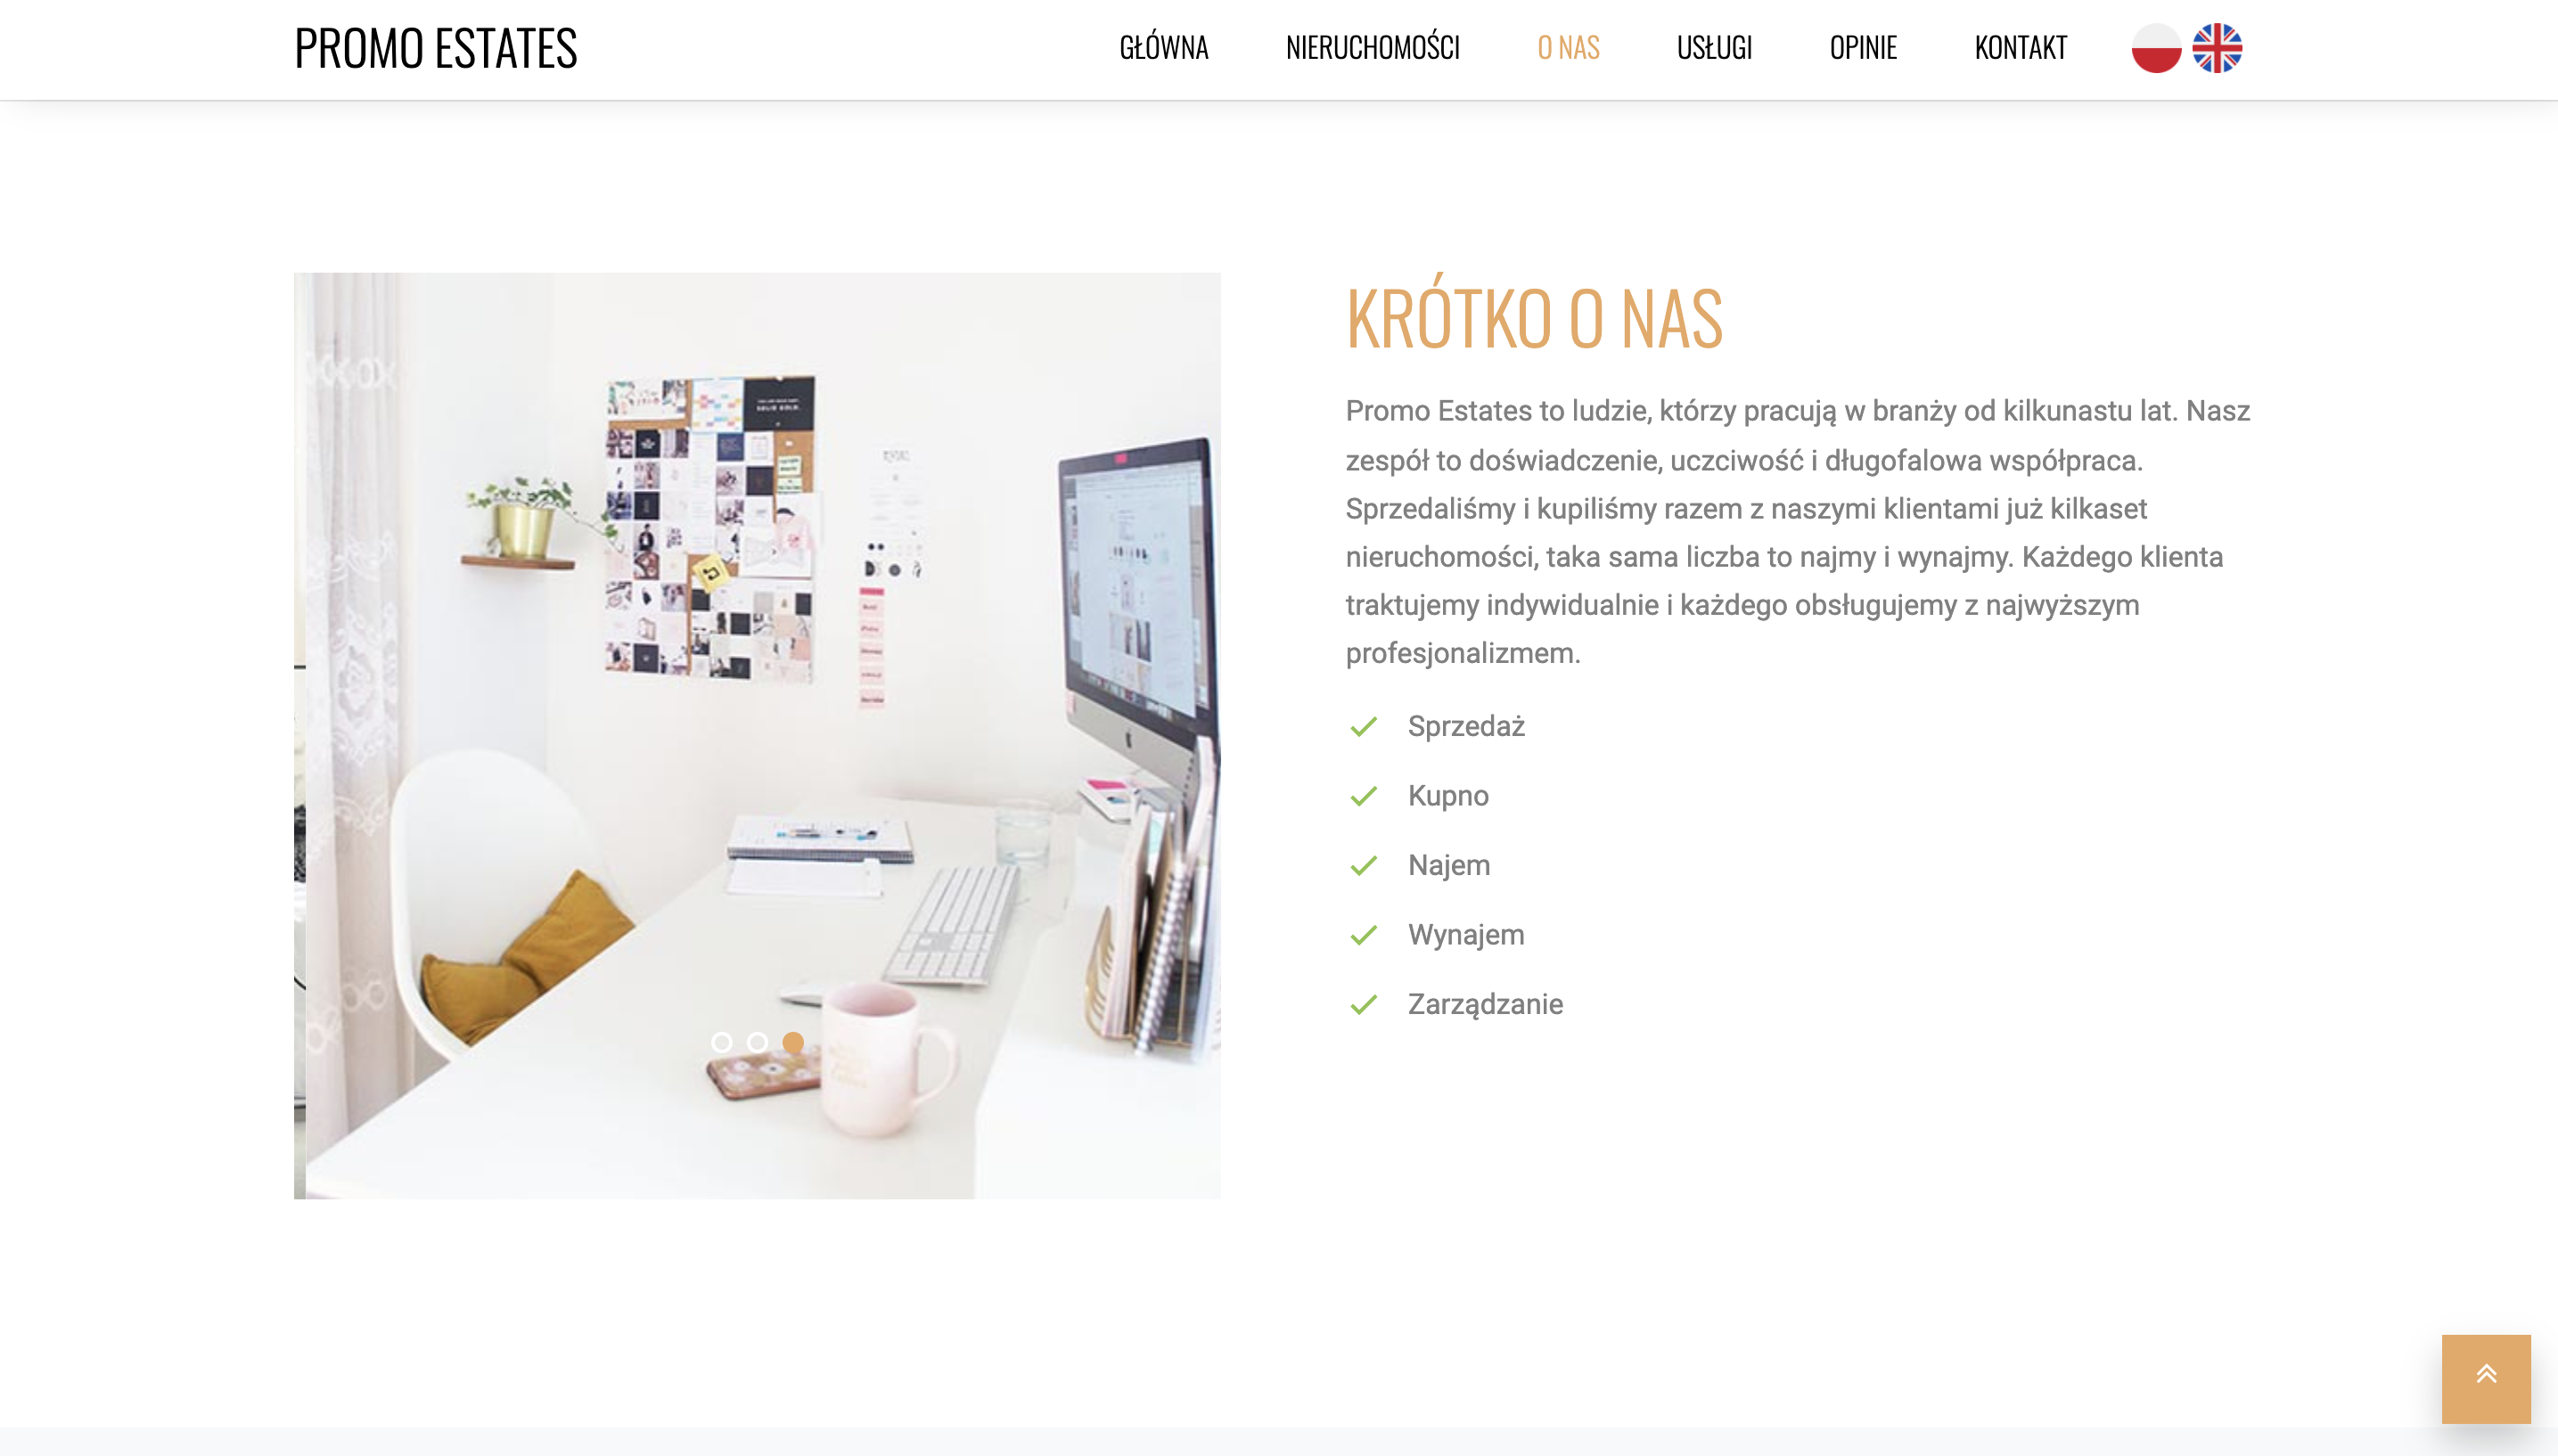 PROMO ESTATES
GŁÓWNA NIERUCHOMOŚCI O NAS USŁUGI OPINIE KONTAKT
KRÓTKO O NAS
Promo Estates to ludzie, którzy pracują w branży od kilkunastu lat. Nasz
zespół to doświadczenie, uczciwość i długofalowa współpraca.
Sprzedaliśmy i kupiliśmy razem z naszymi klientami już kilkaset
nieruchomości, taka sama liczba to najmy i wynajmy. Każdego klienta
traktujemy indywidualnie i każdego obsługujemy z najwyższym
profesjonalizmem.
Sprzedaż
Kupno
Najem
Wynajem
Zarządzanie